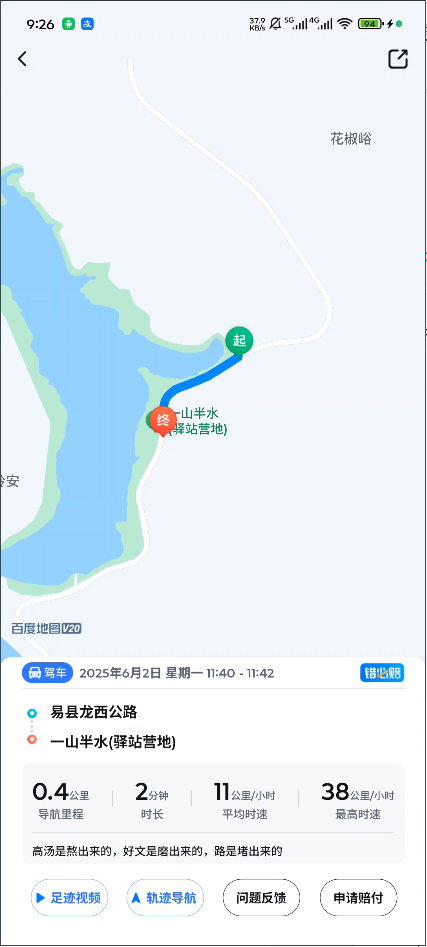 9:26
37.9 KB/s 5G 4G 94
花椒峪
起
终
一山半水
(驿站营地)
安
百度地图 V20
驾车 2025年6月2日 星期一 11:40 - 11:42 错必赔
易县龙西公路
一山半水(驿站营地)
0.4公里 2分钟 11公里/小时 38公里/小时
导航里程 时长 平均时速 最高时速
高汤是熬出来的，好文是磨出来的，路是堵出来的
足迹视频 轨迹导航 问题反馈 申请赔付